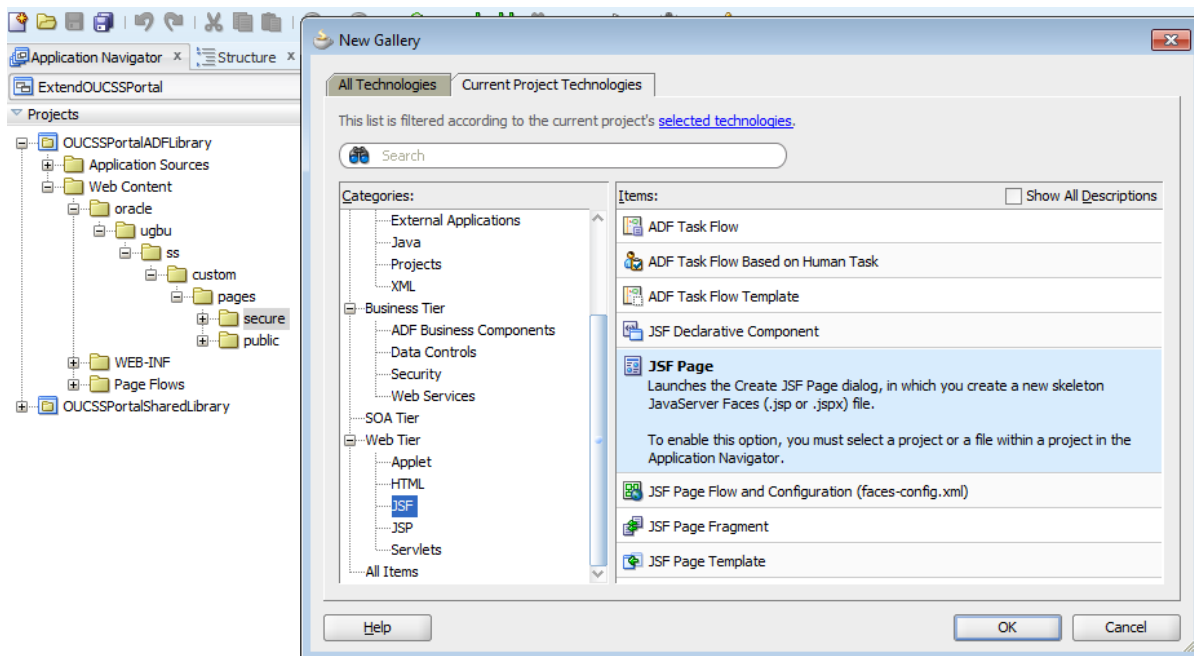 New Gallery
Application Navigator x
Structure x
ExtendOUCSSPortal
Projects
OUCSSPortalADFLibrary
Application Sources
Web Content
oracle
ugbu
ss
custom
pages
secure
public
WEB-INF
Page Flows
OUCSSPortalSharedLibrary
All Technologies
Current Project Technologies
This list is filtered according to the current project's selected technologies.
Search
Categories:
External Applications
Java
Projects
XML
Business Tier
ADF Business Components
Data Controls
Security
Web Services
SOA Tier
Web Tier
Applet
HTML
JSF
JSP
Servlets
All Items
Items:
Show All Descriptions
ADF Task Flow
ADF Task Flow Based on Human Task
ADF Task Flow Template
JSF Declarative Component
JSF Page
Launches the Create JSF Page dialog, in which you create a new skeleton
JavaServer Faces (.jsp or .jspx) file.
To enable this option, you must select a project or a file within a project in the
Application Navigator.
JSF Page Flow and Configuration (faces-config.xml)
JSF Page Fragment
JSF Page Template
Help
OK
Cancel